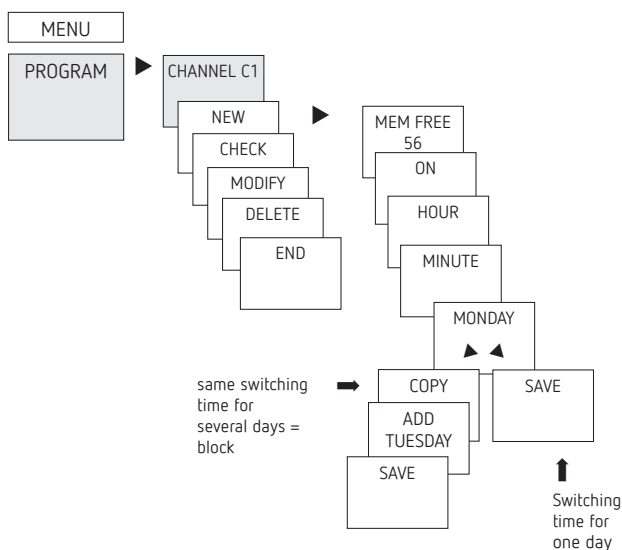 MENU
PROGRAM
CHANNEL C1
NEW
CHECK
MODIFY
DELETE
END
MEM FREE
56
ON
HOUR
MINUTE
MONDAY
same switching
time for
several days =
block
COPY
ADD
TUESDAY
SAVE
SAVE
Switching
time for
one day